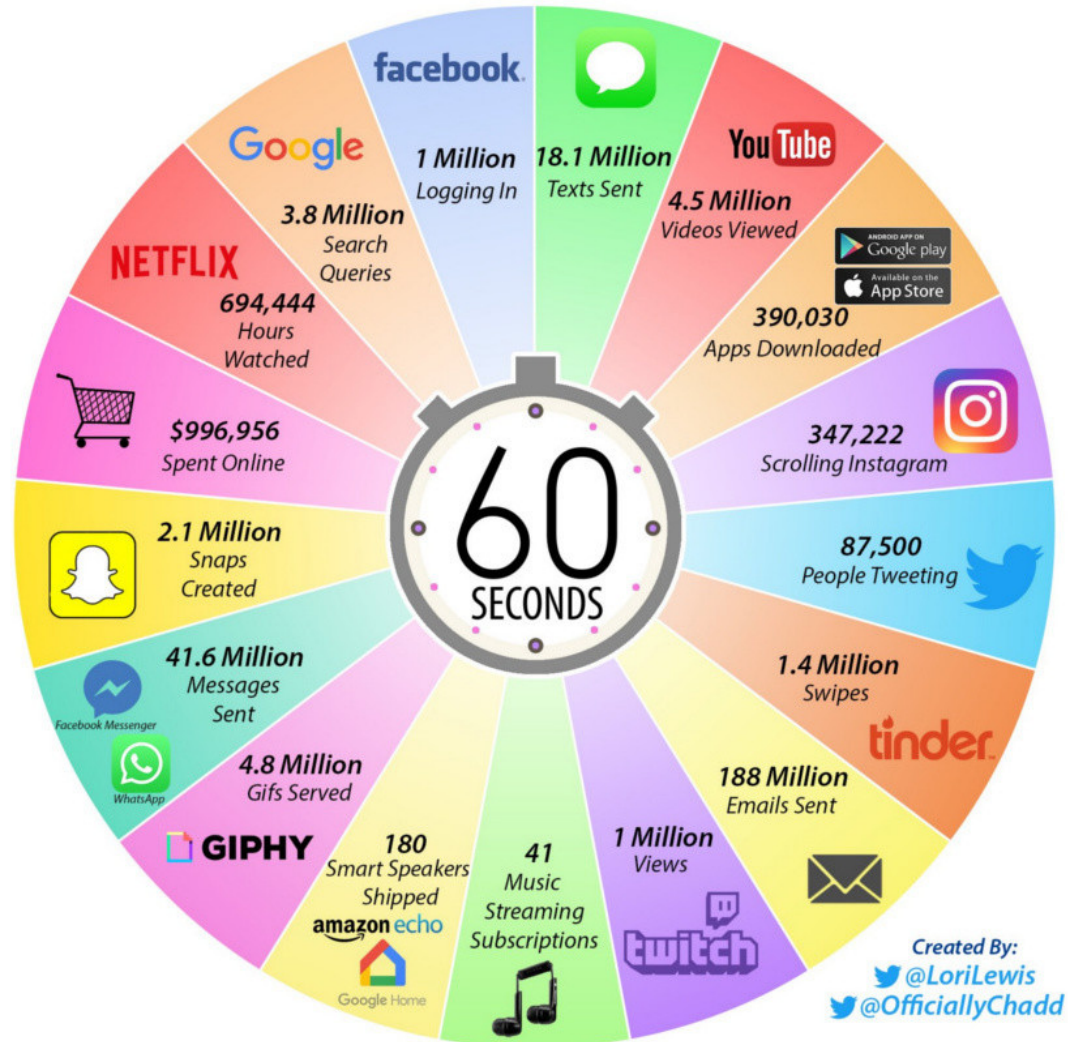 facebook
1 Million
Logging In
18.1 Million
Texts Sent
YouTube
4.5 Million
Videos Viewed
ANDROID APP ON
Google play
Available on the
App Store
390,030
Apps Downloaded
347,222
Scrolling Instagram
87,500
People Tweeting
1.4 Million
Swipes
tinder
188 Million
Emails Sent
1 Million
Views
twitch
41
Music
Streaming
Subscriptions
180
Smart Speakers
Shipped
amazon echo
Google Home
4.8 Million
Gifs Served
GIPHY
41.6 Million
Messages
Sent
Facebook Messenger
WhatsApp
2.1 Million
Snaps
Created
$996,956
Spent Online
NETFLIX
694,444
Hours
Watched
Google
3.8 Million
Search
Queries
60
SECONDS
Created By:
@LoriLewis
@OfficiallyChadd